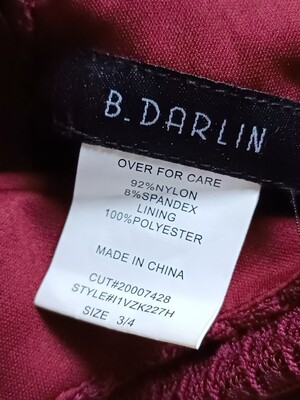 B.DARLIN
OVER FOR CARE
92%NYLON
8%SPANDEX
LINING
100%POLYESTER
MADE IN CHINA
CUT#20007428
STYLE#I1VZK227H
SIZE 3/4